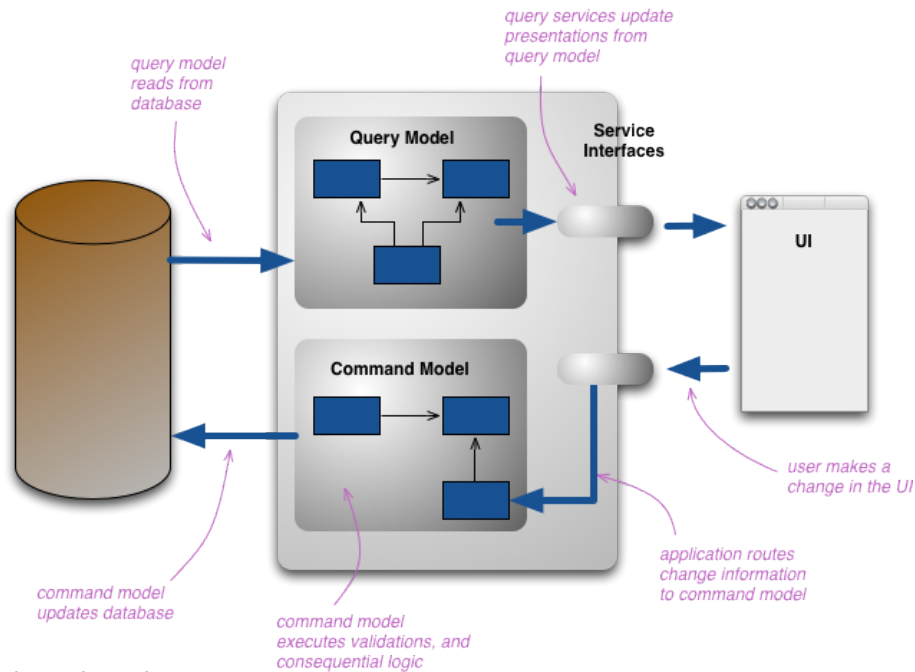 query services update
presentations from
query model
query model
reads from
database
Query Model
Service
Interfaces
UI
Command Model
user makes a
change in the UI
application routes
change information
to command model
command model
updates database
command model
executes validations, and
consequential logic